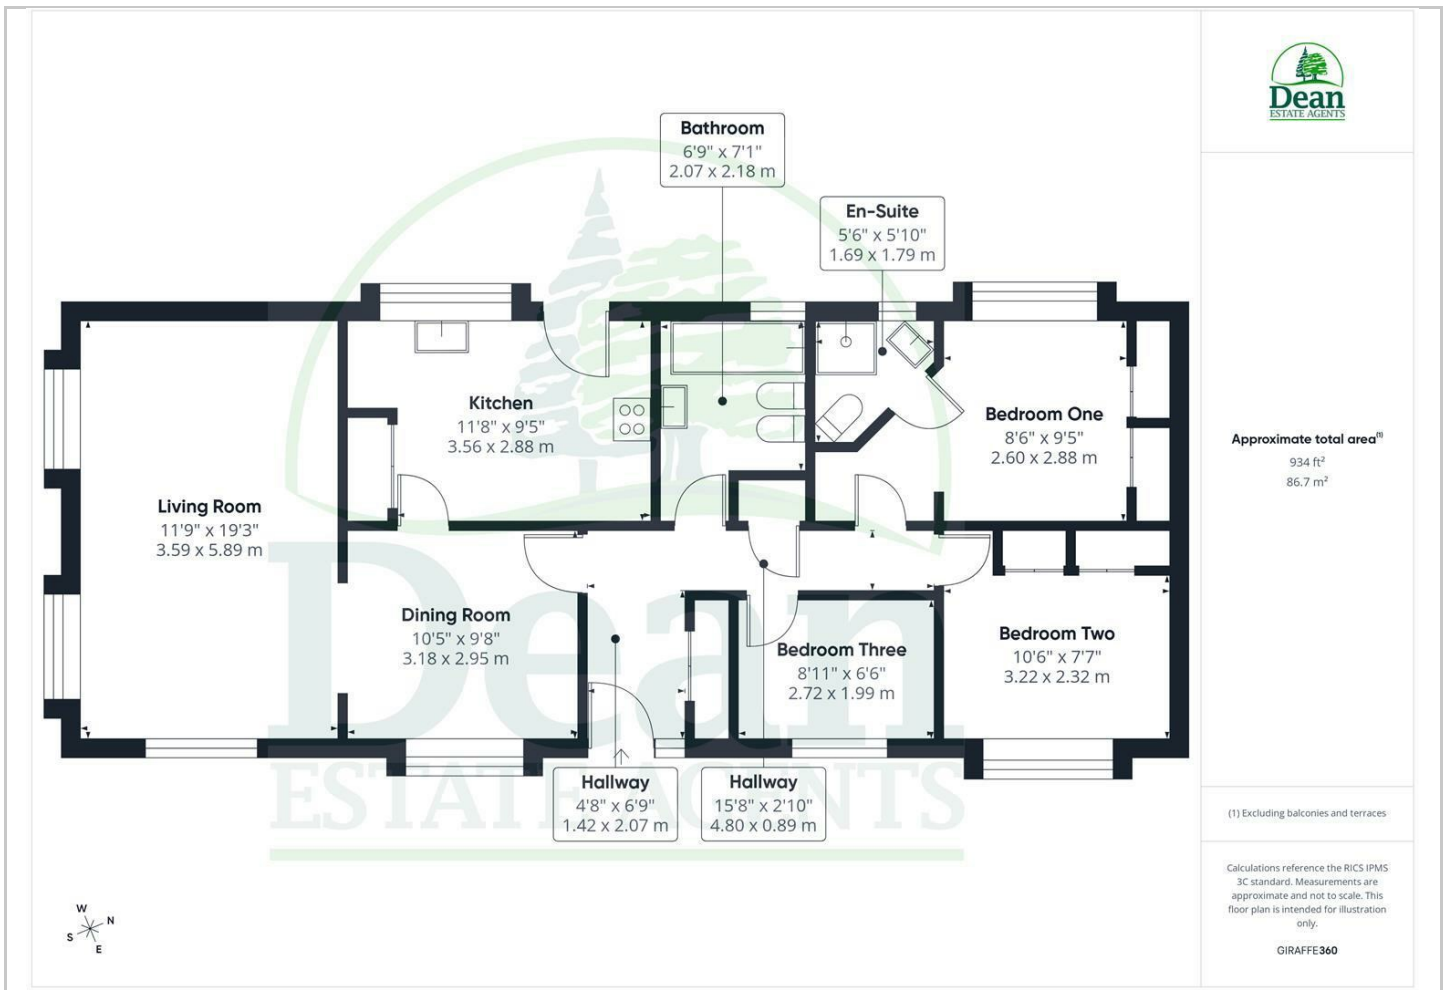 Dean
ESTATE AGENTS
Bathroom
6'9" x 7'1"
2.07 x 2.18 m
En-Suite
5'6" x 5'10"
1.69 x 1.79 m
Kitchen
11'8" x 9'5"
3.56 x 2.88 m
Bedroom One
8'6" x 9'5"
2.60 x 2.88 m
Living Room
11'9" x 19'3"
3.59 x 5.89 m
Dining Room
10'5" x 9'8"
3.18 x 2.95 m
Bedroom Three
8'11" x 6'6"
2.72 x 1.99 m
Bedroom Two
10'6" x 7'7"
3.22 x 2.32 m
Hallway
4'8" x 6'9"
1.42 x 2.07 m
Hallway
15'8" x 2'10"
4.80 x 0.89 m
Dean
ESTATE AGENTS
W
N
S
E
Approximate total area(1)
934 ft²
86.7 m²
(1) Excluding balconies and terraces
Calculations reference the RICS IPMS
3C standard. Measurements are
approximate and not to scale. This
floor plan is intended for illustration
only.
GIRAFFE360